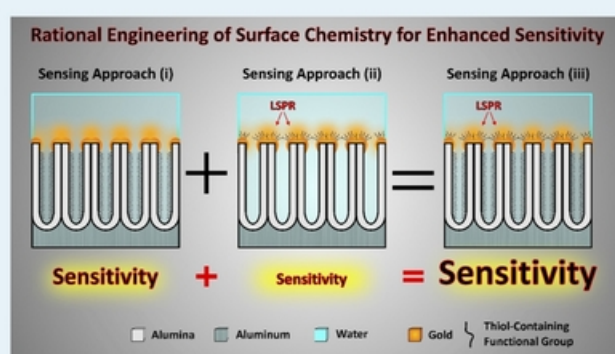 Rational Engineering of Surface Chemistry for Enhanced Sensitivity
Sensing Approach (i) Sensing Approach (ii) Sensing Approach (iii)
LSPR LSPR
+ =
Sensitivity + Sensitivity = Sensitivity
Alumina Aluminum Water Gold Thiol-Containing
Functional Group